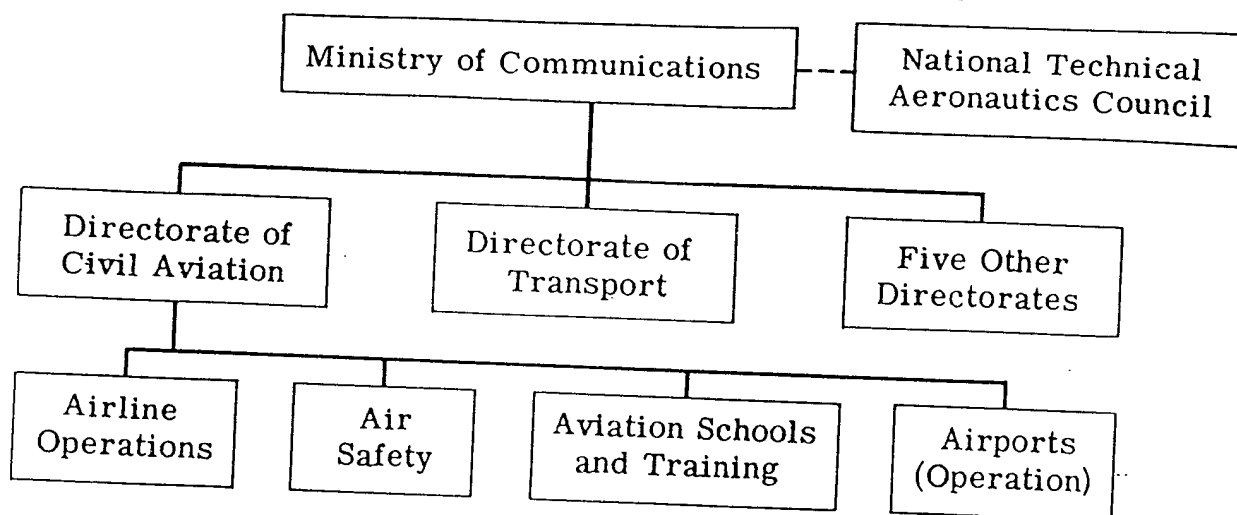 Ministry of Communications
National Technical
Aeronautics Council
Directorate of
Civil Aviation
Directorate of
Transport
Five Other
Directorates
Airline
Operations
Air
Safety
Aviation Schools
and Training
Airports
(Operation)